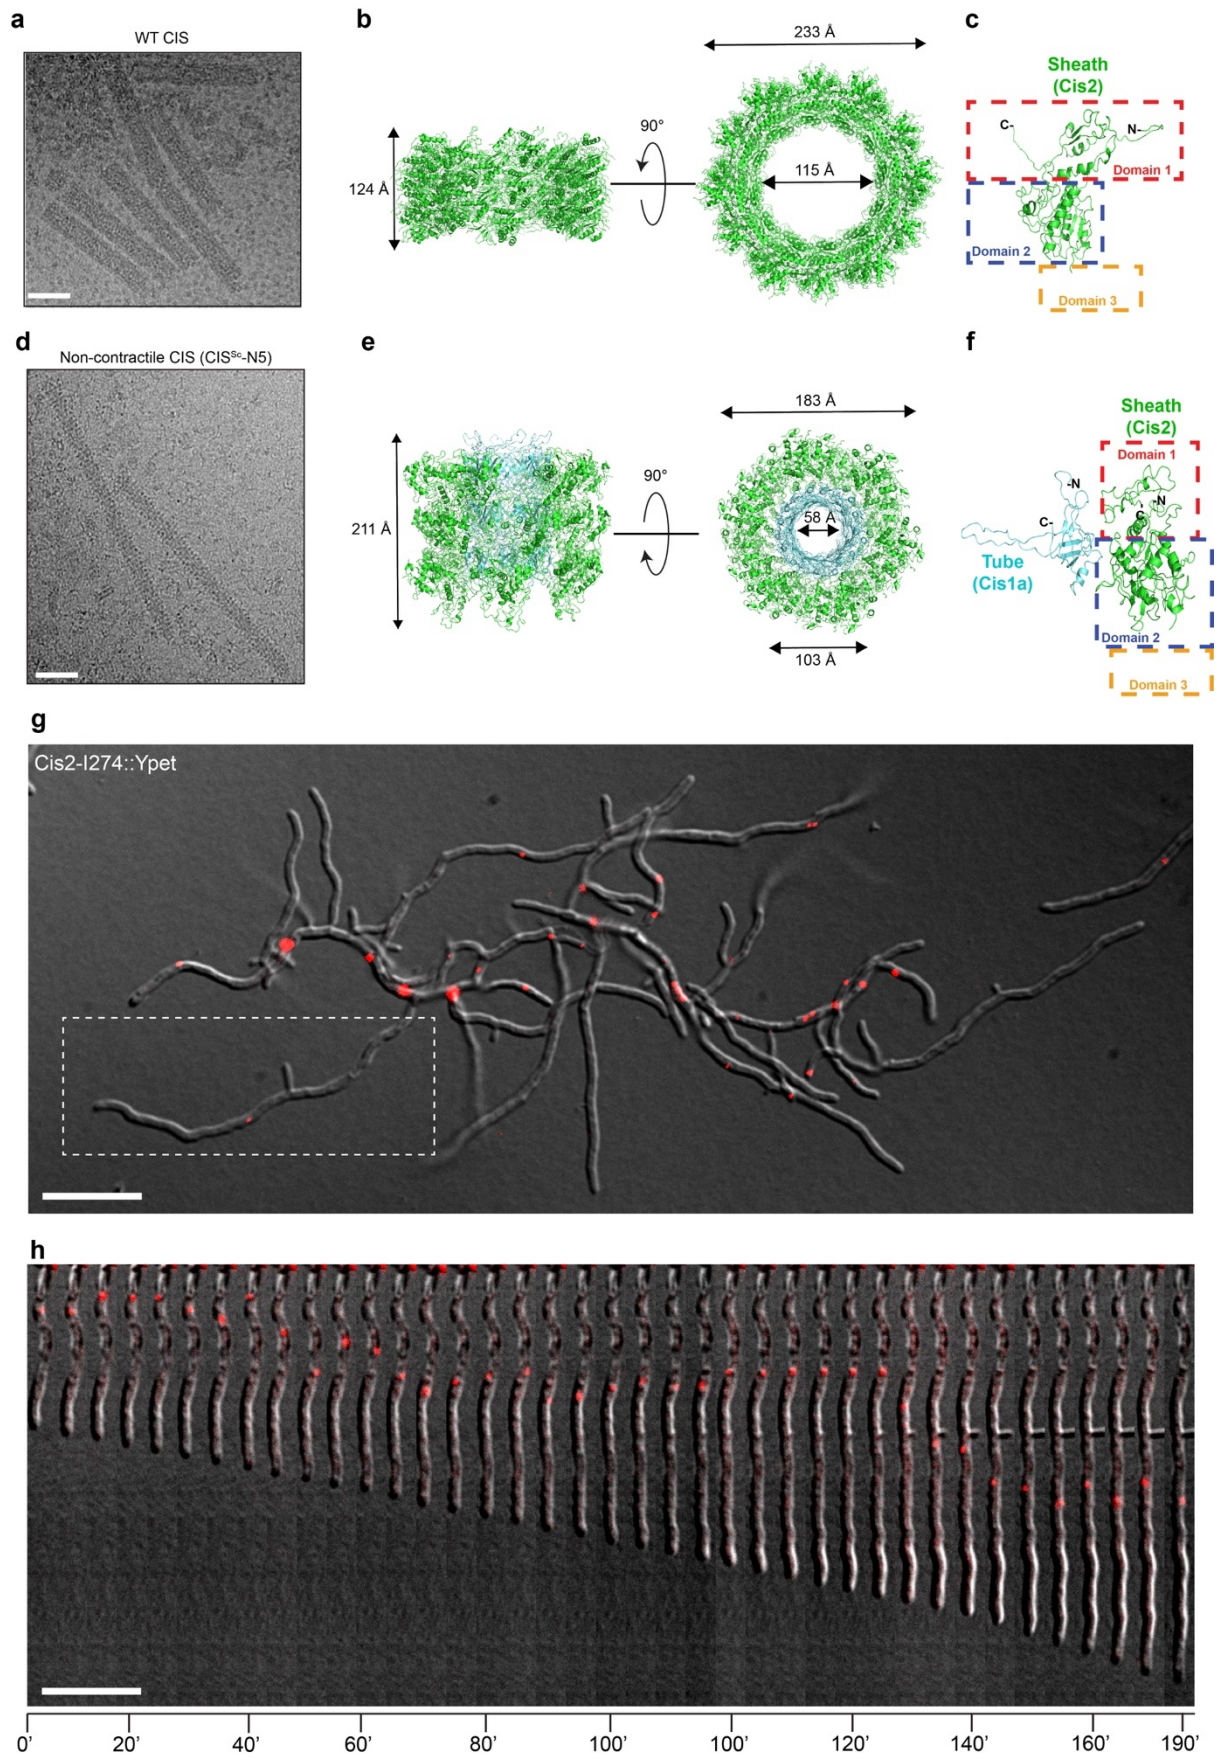 a
WT CIS
b
233 Å
124 Å
90°
115 Å
c
Sheath
(Cis2)
C-
N-
Domain 1
Domain 2
Domain 3
d
Non-contractile CIS (CISSc-N5)
e
183 Å
211 Å
90°
58 Å
103 Å
f
Sheath
(Cis2)
Domain 1
-N
-N
C-
C
Tube
(Cis1a)
Domain 2
Domain 3
g
Cis2-I274::Ypet
h
0' 20' 40' 60' 80' 100' 100' 120' 140' 160' 190'